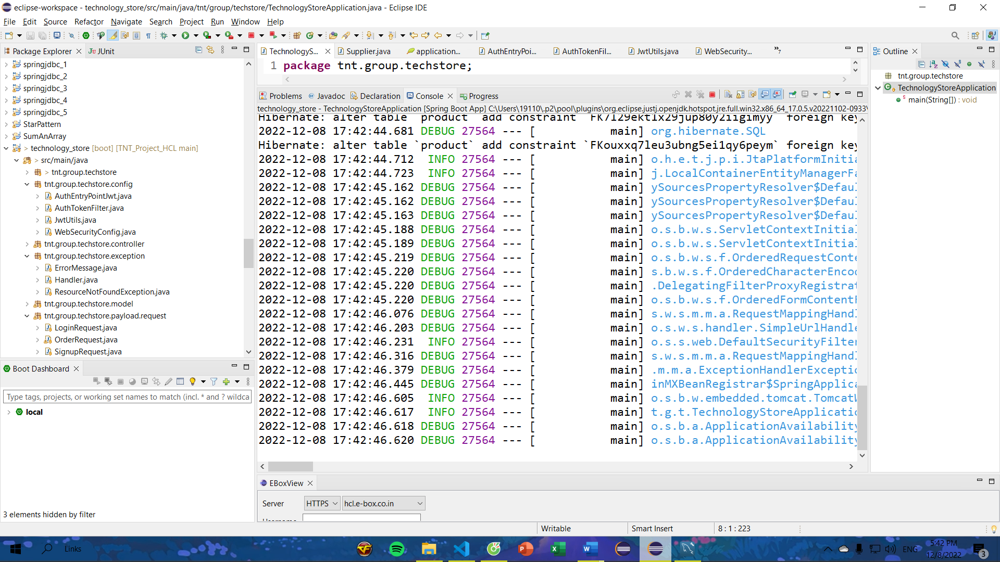 eclipse-workspace - technology_store/src/main/java/tnt/group/techstore/TechnologyStoreApplication.java - Eclipse IDE
File Edit Source Refactor Navigate Search Project Run Window Help
Package Explorer
JUnit
springjdbc_1
springjdbc_2
springjdbc_3
springjdbc_4
springjdbc_5
StarPattern
SumAnArray
> technology_store [boot] [TNT_Project_HCL main]
> src/main/java
> tnt.group.techstore
tnt.group.techstore.config
AuthEntryPointJwt.java
AuthTokenFilter.java
JwtUtils.java
WebSecurityConfig.java
tnt.group.techstore.controller
tnt.group.techstore.exception
ErrorMessage.java
Handler.java
ResourceNotFoundException.java
tnt.group.techstore.model
tnt.group.techstore.payload.request
LoginRequest.java
OrderRequest.java
SignupRequest.java
Boot Dashboard
Type tags, projects, or working set names to match (incl. * and ? wildca
local
3 elements hidden by filter
TechnologyS... Supplier.java application... AuthEntryPoi... AuthTokenFil... JwtUtils.java WebSecurity... »7
1 package tnt.group.techstore;
Problems Javadoc Declaration Console Progress
technology_store - TechnologyStoreApplication [Spring Boot App] C:\Users\19110\.p2\pool\plugins\org.eclipse.justj.openjdk.hotspot.jre.full.win32.x86_64_17.0.5.v20221102-0933\
Hibernate: alter table `product` add constraint `FK7l29ektlx29jup80y2iigimyy` foreign key
2022-12-08 17:42:44.681 DEBUG 27564 --- [ main] org.hibernate.SQL
Hibernate: alter table `product` add constraint `FKouxxq7leu3ubng5ei1qy6peym` foreign key
2022-12-08 17:42:44.712 INFO 27564 --- [ main] o.h.e.t.j.p.i.JtaPlatformInitia
2022-12-08 17:42:44.723 INFO 27564 --- [ main] j.LocalContainerEntityManagerFa
2022-12-08 17:42:45.162 DEBUG 27564 --- [ main] ySourcesPropertyResolver$Defaul
2022-12-08 17:42:45.162 DEBUG 27564 --- [ main] ySourcesPropertyResolver$Defaul
2022-12-08 17:42:45.163 DEBUG 27564 --- [ main] ySourcesPropertyResolver$Defaul
2022-12-08 17:42:45.188 DEBUG 27564 --- [ main] o.s.b.w.s.ServletContextInitial
2022-12-08 17:42:45.189 DEBUG 27564 --- [ main] o.s.b.w.s.ServletContextInitial
2022-12-08 17:42:45.219 DEBUG 27564 --- [ main] o.s.b.w.s.f.OrderedRequestConte
2022-12-08 17:42:45.220 DEBUG 27564 --- [ main] s.b.w.s.f.OrderedCharacterEncod
2022-12-08 17:42:45.220 DEBUG 27564 --- [ main] .DelegatingFilterProxyRegistrat
2022-12-08 17:42:45.220 DEBUG 27564 --- [ main] o.s.b.w.s.f.OrderedFormContentF
2022-12-08 17:42:46.076 DEBUG 27564 --- [ main] s.w.s.m.m.a.RequestMappingHandl
2022-12-08 17:42:46.203 DEBUG 27564 --- [ main] o.s.w.s.handler.SimpleUrlHandle
2022-12-08 17:42:46.231 INFO 27564 --- [ main] o.s.s.web.DefaultSecurityFilter
2022-12-08 17:42:46.316 DEBUG 27564 --- [ main] s.w.s.m.m.a.RequestMappingHandl
2022-12-08 17:42:46.379 DEBUG 27564 --- [ main] .m.m.a.ExceptionHandlerExceptio
2022-12-08 17:42:46.445 DEBUG 27564 --- [ main] inMXBeanRegistrar$SpringApplica
2022-12-08 17:42:46.605 INFO 27564 --- [ main] o.s.b.w.embedded.tomcat.TomcatW
2022-12-08 17:42:46.617 INFO 27564 --- [ main] t.g.t.TechnologyStoreApplicatio
2022-12-08 17:42:46.618 DEBUG 27564 --- [ main] o.s.b.a.ApplicationAvailability
2022-12-08 17:42:46.620 DEBUG 27564 --- [ main] o.s.b.a.ApplicationAvailability
EBoxView
Server HTTPS hcl.e-box.co.in
Username
Outline
tnt.group.techstore
TechnologyStoreApplication
main(String[]) : void
Writable Smart Insert 8 : 1 : 223
Links
ENG
5:42 PM
12/8/2022
3